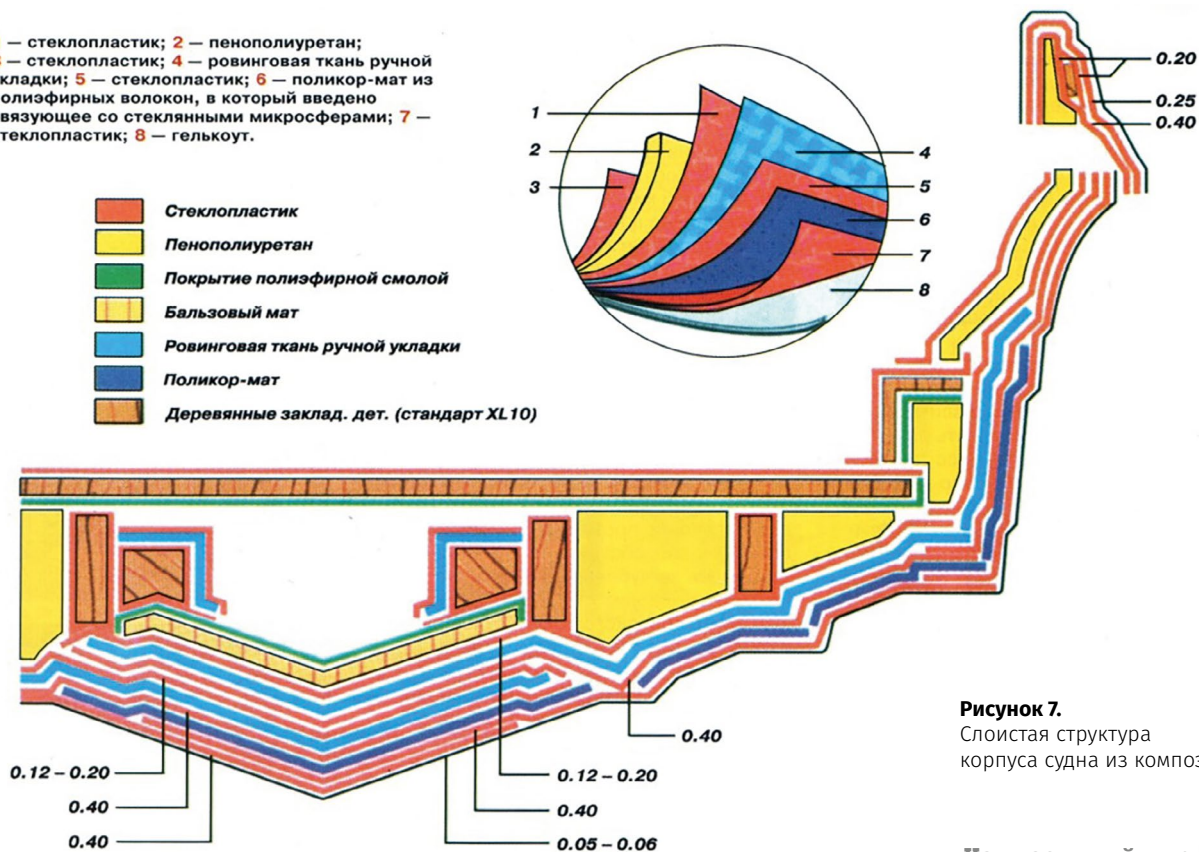 — стеклопластик; 2 — пенополиуретан;
— стеклопластик; 4 — ровинговая ткань ручной
кладки; 5 — стеклопластик; 6 — поликор-мат из
олиэфирных волокон, в который введено
вязующее со стеклянными микросферами; 7 —
теклопластик; 8 — гелькоут.
Стеклопластик
Пенополиуретан
Покрытие полиэфирной смолой
Бальзовый мат
Ровинговая ткань ручной укладки
Поликор-мат
Деревянные заклад. дет. (стандарт XL10)
1
2
3
4
5
6
7
8
0.20
0.25
0.40
0.40
0.12 – 0.20
0.40
0.40
0.12 – 0.20
0.40
0.05 – 0.06
Рисунок 7.
Слоистая структура
корпуса судна из композ